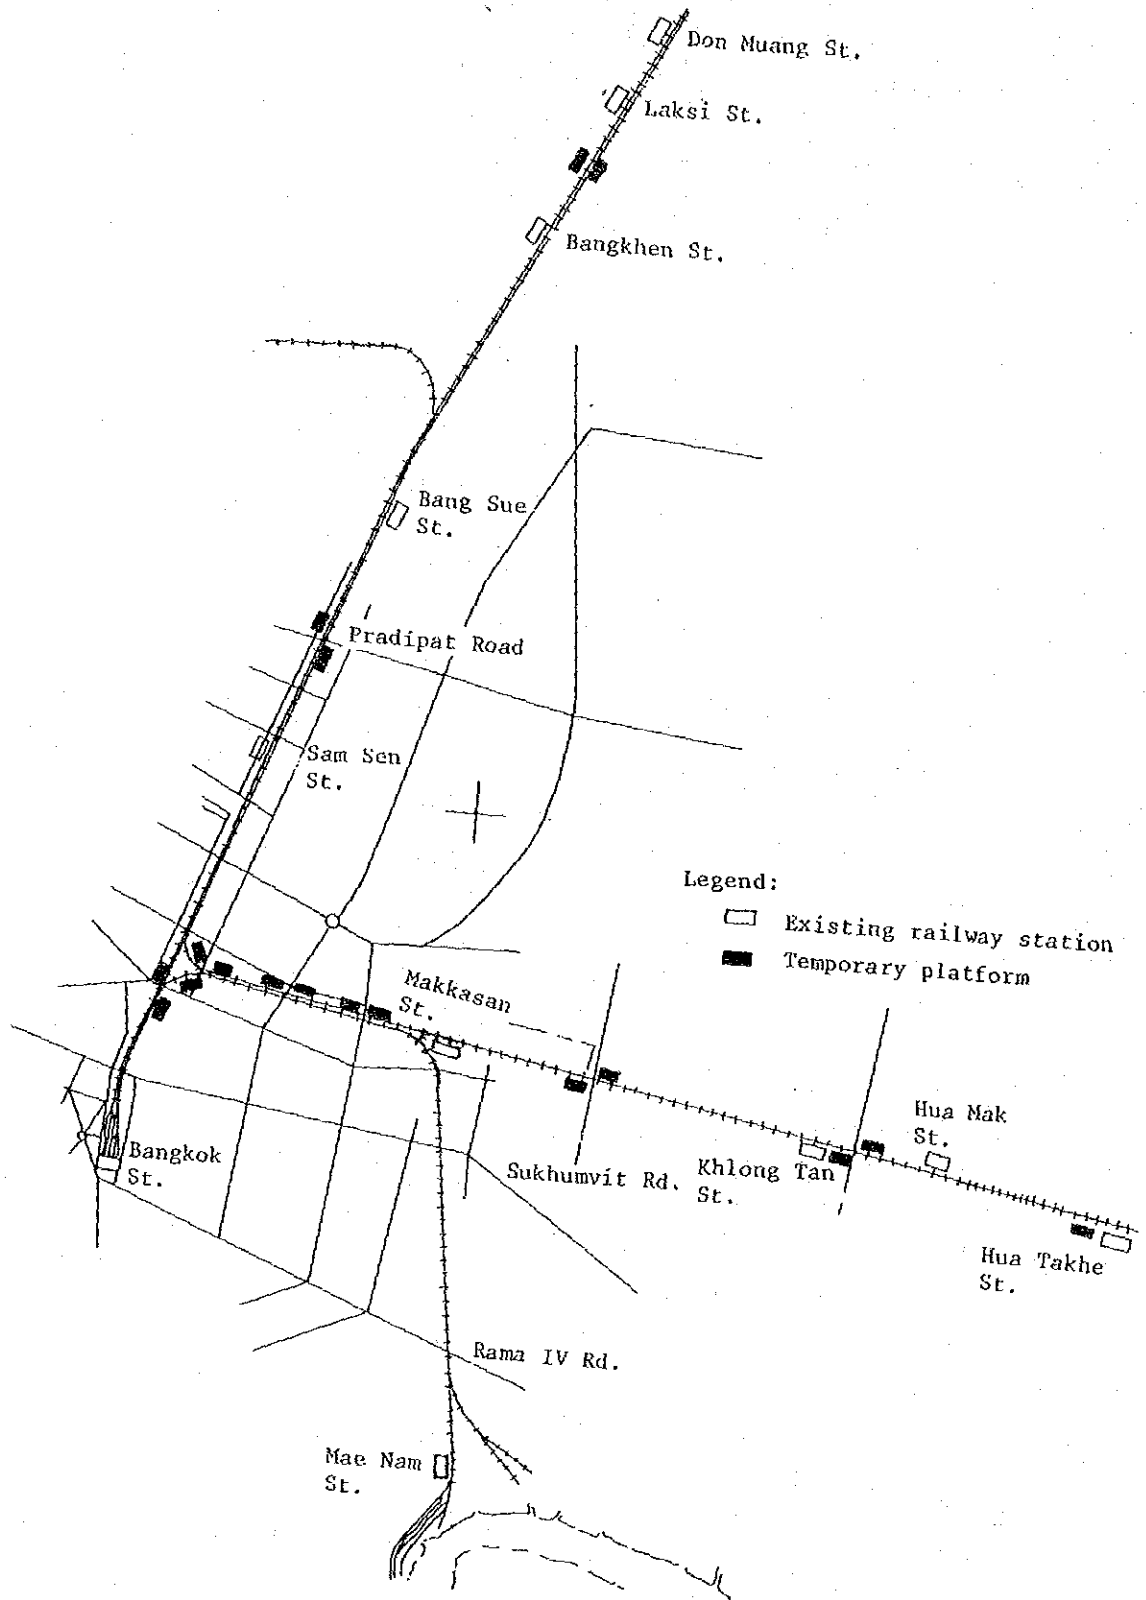 Don Muang St.
Laksi St.
Bangkhen St.
Bang Sue
St.
Pradipat Road
Sam Sen
St.
Legend:
Existing railway station
Temporary platform
Makkasan
St.
Hua Mak
St.
Bangkok
St.
Sukhumvit Rd.
Khlong Tan
St.
Hua Takhe
St.
Rama IV Rd.
Mae Nam
St.